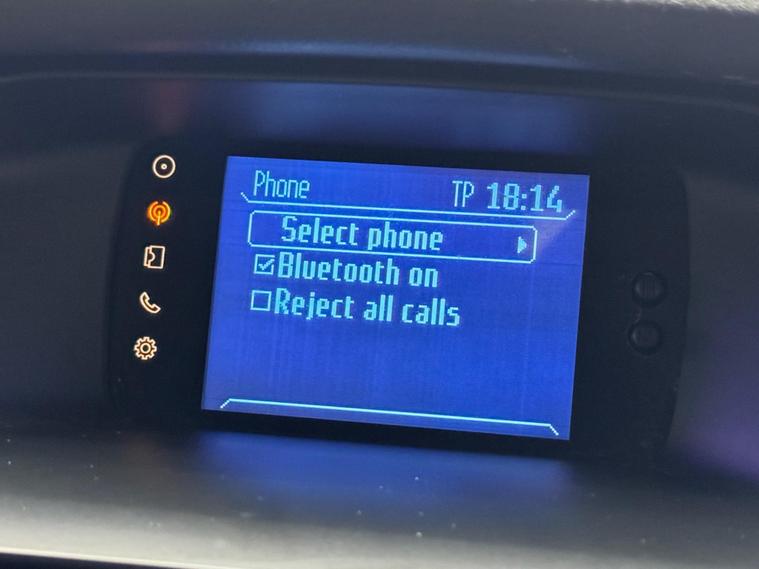 Phone TP 18:14
Select phone
Bluetooth on
Reject all calls